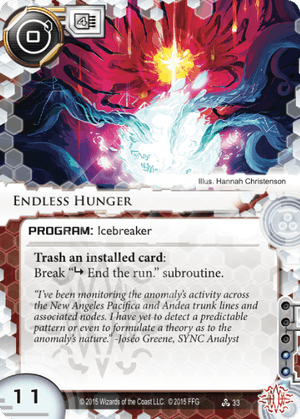 0
4
Illus. Hannah Christenson
ENDLESS HUNGER
PROGRAM: Icebreaker
Trash an installed card:
Break “↳ End the run.” subroutine.
“I’ve been monitoring the anomaly’s activity across
the New Angeles Pacifica and Andea trunk lines and
associated nodes. I have yet to detect a predictable
pattern or even to formulate a theory as to the
anomaly’s nature.” -Joseo Greene, SYNC Analyst
11
© 2015 Wizards of the Coast LLC. © 2015 FFG
33